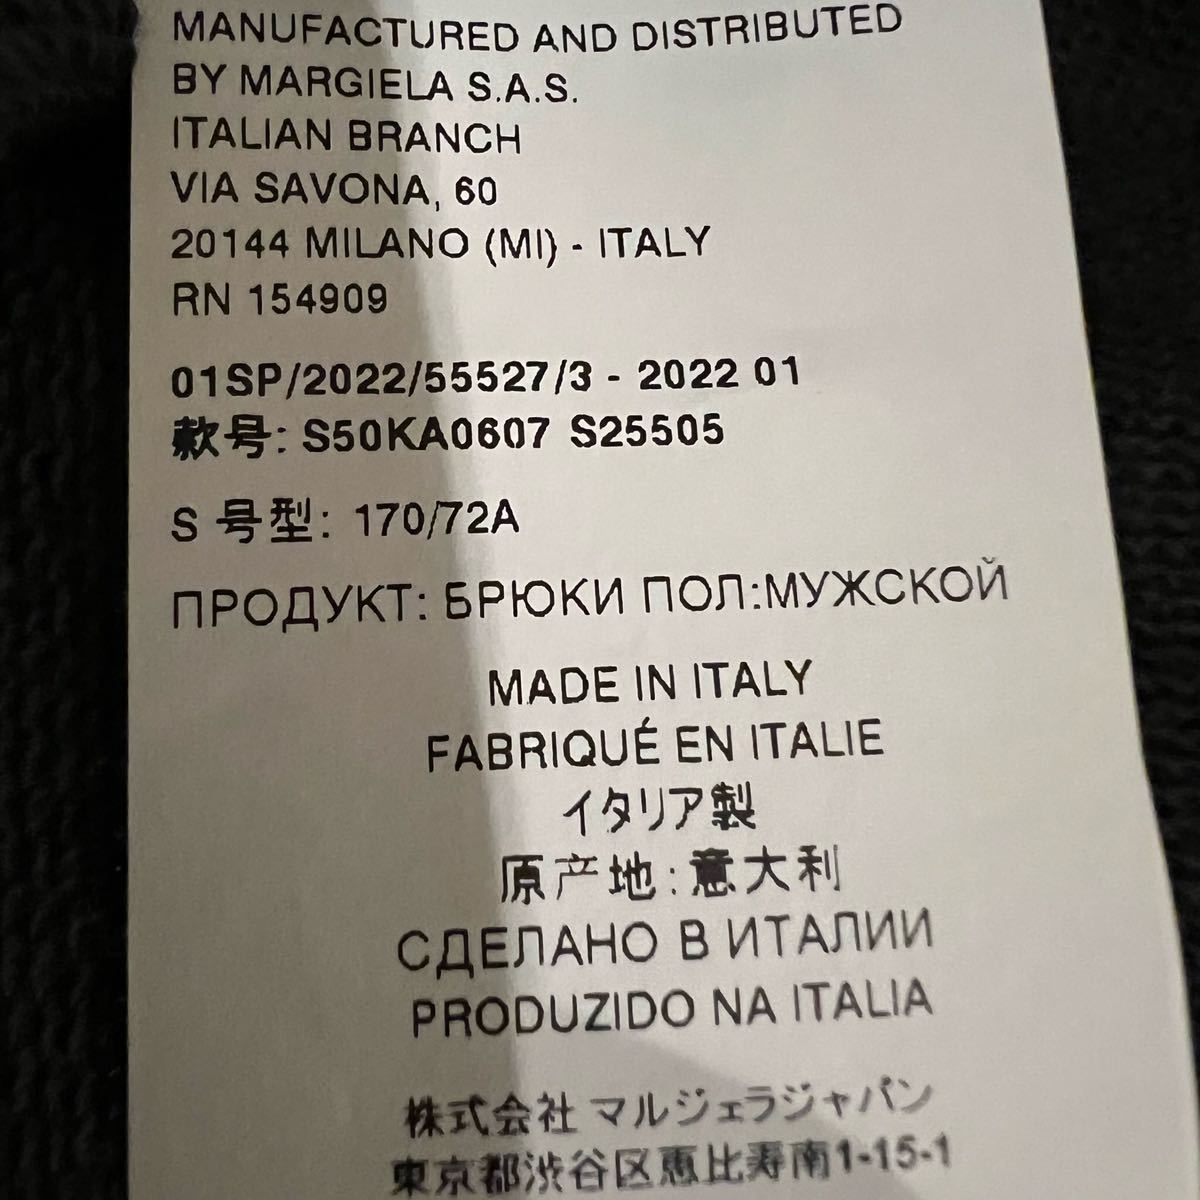 MANUFACTURED AND DISTRIBUTED
BY MARGIELA S.A.S.
ITALIAN BRANCH
VIA SAVONA, 60
20144 MILANO (MI) - ITALY
RN 154909
01SP/2022/55527/3 - 2022 01
款号: S50KA0607 S25505
S 号型: 170/72A
ПРОДУКТ: БРЮКИ ПОЛ:МУЖСКОЙ
MADE IN ITALY
FABRIQUÉ EN ITALIE
イタリア製
原产地: 意大利
СДЕЛАНО В ИТАЛИИ
PRODUZIDO NA ITALIA
株式会社 マルジェラジャパン
東京都渋谷区恵比寿南1-15-1